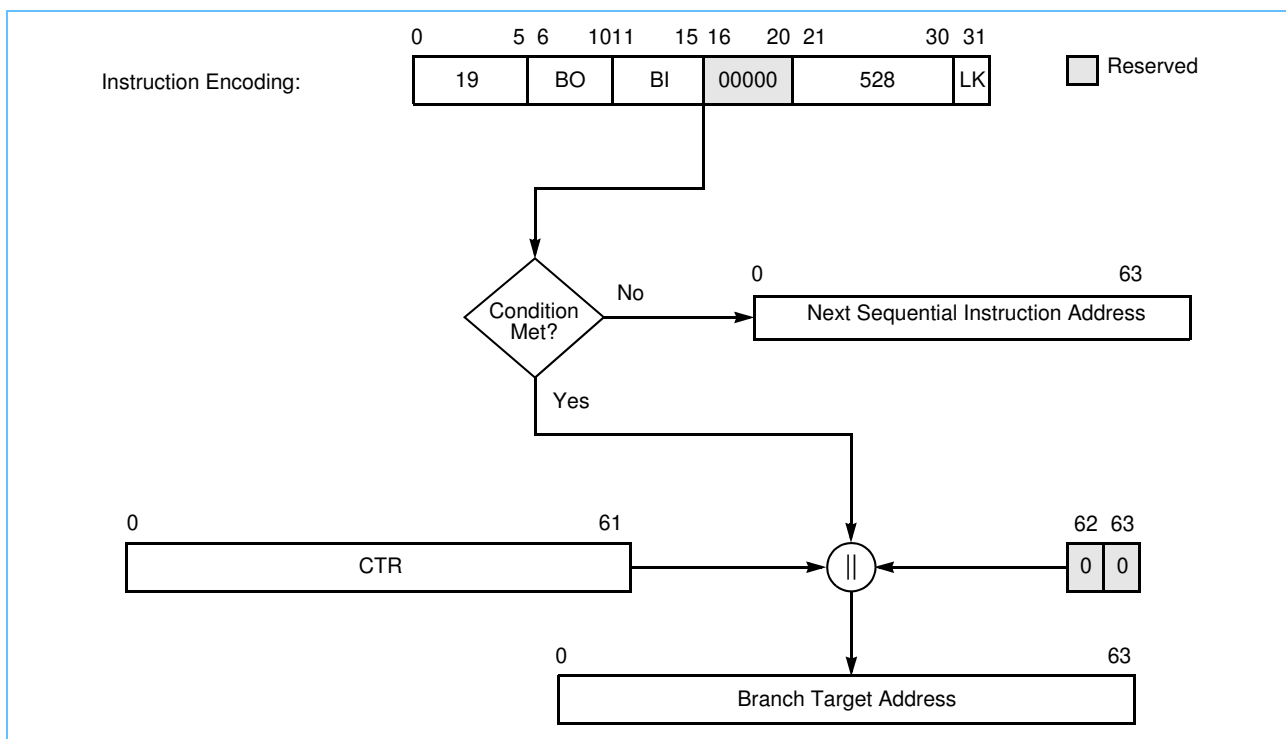 0 5 6 10 11 15 16 20 21 30 31
Instruction Encoding: 19 BO BI 00000 528 LK Reserved
Condition
Met?
No
0 63
Next Sequential Instruction Address
Yes
0 61
CTR
||
62 63
0 0
0 63
Branch Target Address